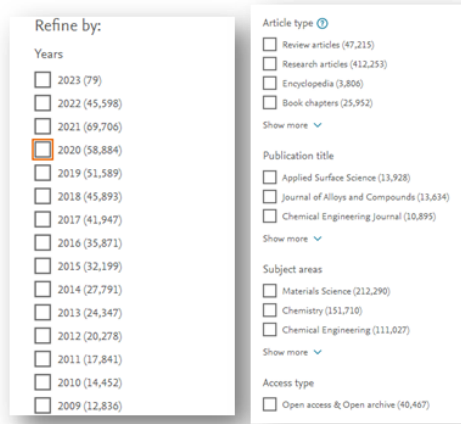 Refine by:
Years
2023 (79)
2022 (45,598)
2021 (69,706)
2020 (58,884)
2019 (51,589)
2018 (45,893)
2017 (41,947)
2016 (35,871)
2015 (32,199)
2014 (27,791)
2013 (24,347)
2012 (20,278)
2011 (17,841)
2010 (14,452)
2009 (12,836)
Article type ?
Review articles (47,215)
Research articles (412,253)
Encyclopedia (3,806)
Book chapters (25,952)
Show more
Publication title
Applied Surface Science (13,928)
Journal of Alloys and Compounds (13,634)
Chemical Engineering Journal (10,895)
Show more
Subject areas
Materials Science (212,290)
Chemistry (151,710)
Chemical Engineering (111,027)
Show more
Access type
Open access & Open archive (40,467)